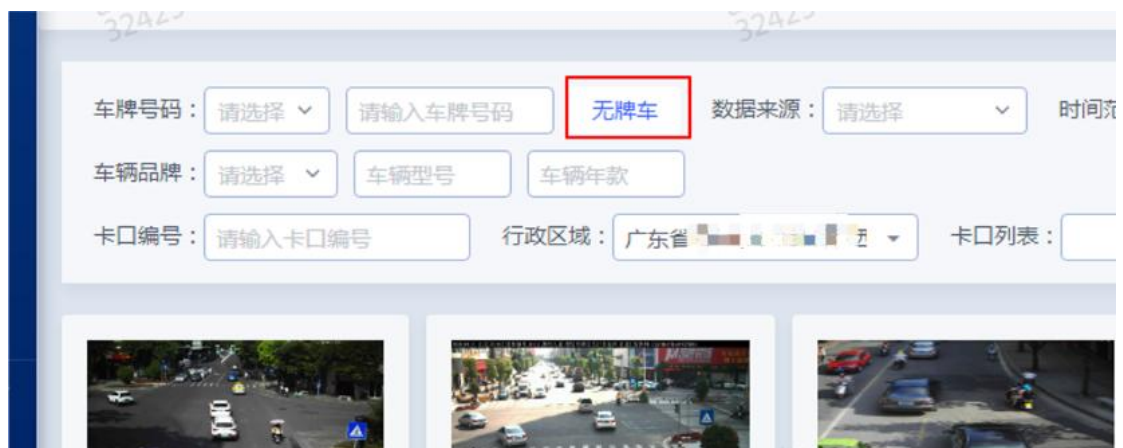 32423
32423
车牌号码：请选择 请输入车牌号码 无牌车 数据来源：请选择 时间范
车辆品牌：请选择 车辆型号 车辆年款
卡口编号：请输入卡口编号 行政区域：广东省 卡口列表：